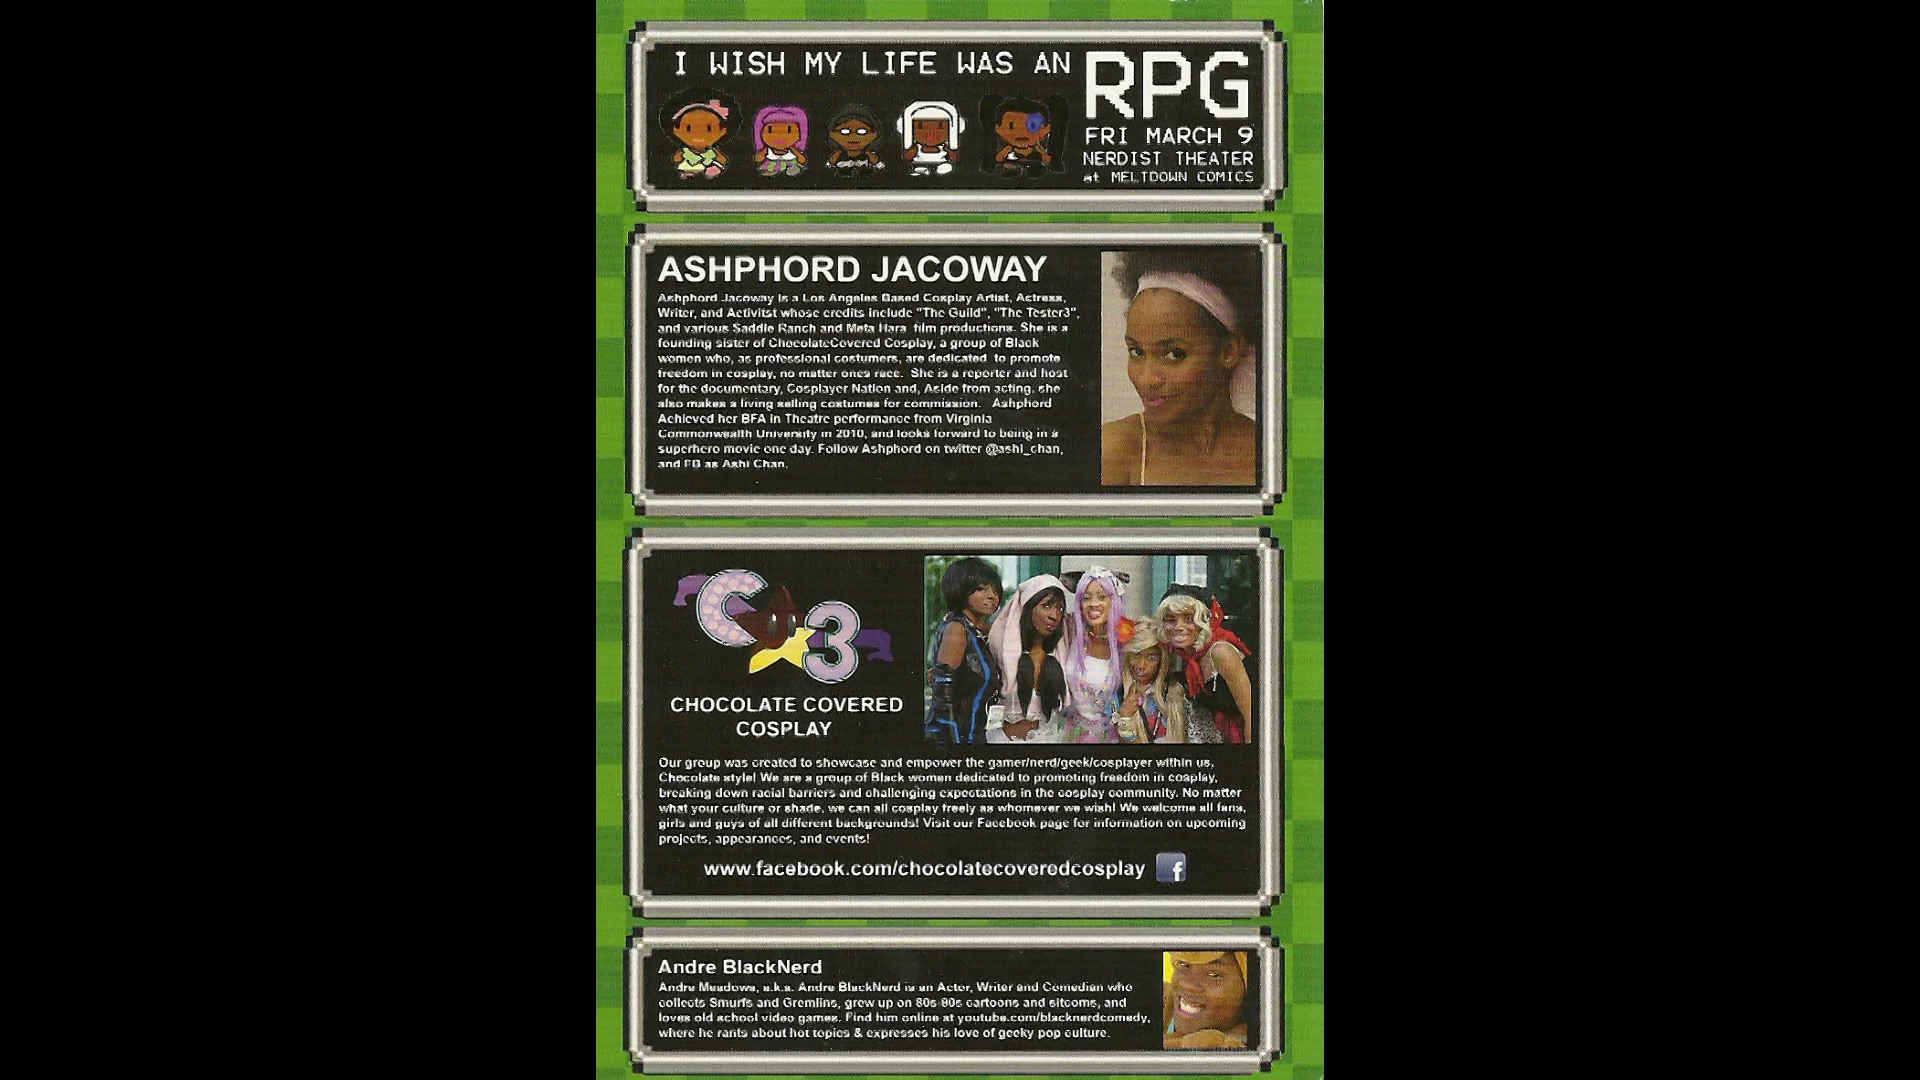 I WISH MY LIFE WAS AN RPG
FRI MARCH 9
NERDIST THEATER
at MELTDOWN COMICS
ASHPHORD JACOWAY
Ashphord Jacoway is a Los Angeles Based Cosplay Artist, Actress,
Writer, and Activitst whose credits include "The Guild", "The Tester3",
and various Saddle Ranch and Meta Hara film productions. She is a
founding sister of ChocolateCovered Cosplay, a group of Black
women who, as professional costumers, are dedicated to promote
freedom in cosplay, no matter ones race. She is a reporter and host
for the documentary, Cosplayer Nation and, Aside from acting, she
also makes a living selling costumes for commission. Ashphord
Achieved her BFA in Theatre performance from Virginia
Commonwealth University in 2010, and looks forward to being in a
superhero movie one day. Follow Ashphord on twitter @ashi_chan,
and FB as Ashi Chan.
C3
CHOCOLATE COVERED
COSPLAY
Our group was created to showcase and empower the gamer/nerd/geek/cosplayer within us,
Chocolate style! We are a group of Black women dedicated to promoting freedom in cosplay,
breaking down racial barriers and challenging expectations in the cosplay community. No matter
what your culture or shade, we can all cosplay freely as whomever we wish! We welcome all fans,
girls and guys of all different backgrounds! Visit our Facebook page for information on upcoming
projects, appearances, and events!
www.facebook.com/chocolatecoveredcosplay f
Andre BlackNerd
Andre Meadows, a.k.a. Andre BlackNerd is an Actor, Writer and Comedian who
collects Smurfs and Gremlins, grew up on 80s-90s cartoons and sitcoms, and
loves old school video games. Find him online at youtube.com/blacknerdcomedy,
where he rants about hot topics & expresses his love of geeky pop culture.